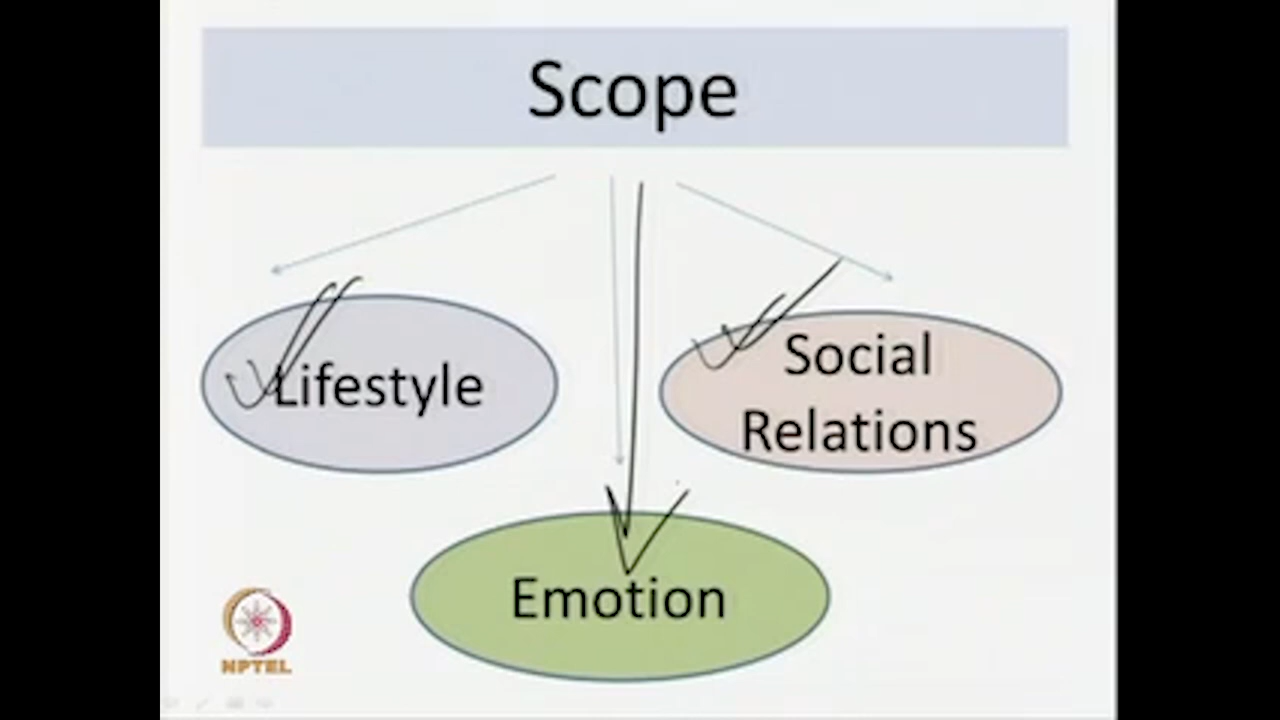 Scope
Lifestyle
Social
Relations
Emotion
NPTEL